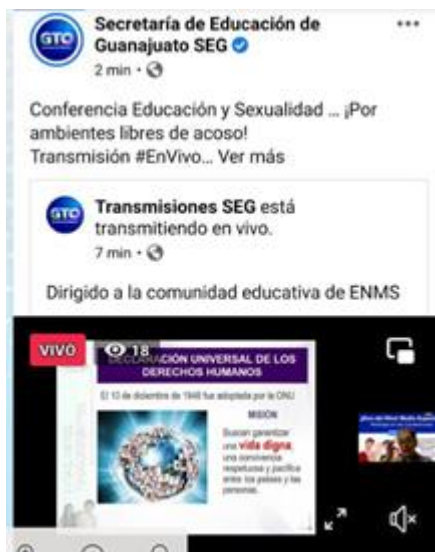 GTO
Secretaría de Educación de
Guanajuato SEG
2 min
Conferencia Educación y Sexualidad ... ¡Por
ambientes libres de acoso!
Transmisión #EnVivo... Ver más
GTO
Transmisiones SEG está
transmitiendo en vivo.
7 min
Dirigido a la comunidad educativa de ENMS
VIVO 18
DECLARACIÓN UNIVERSAL DE LOS
DERECHOS HUMANOS
El 10 de diciembre de 1948 fue adoptada por la ONU
MISIÓN
Buscan garantizar
una vida digna,
una convivencia
respetuosa y pacífica
entre los países y las
personas.